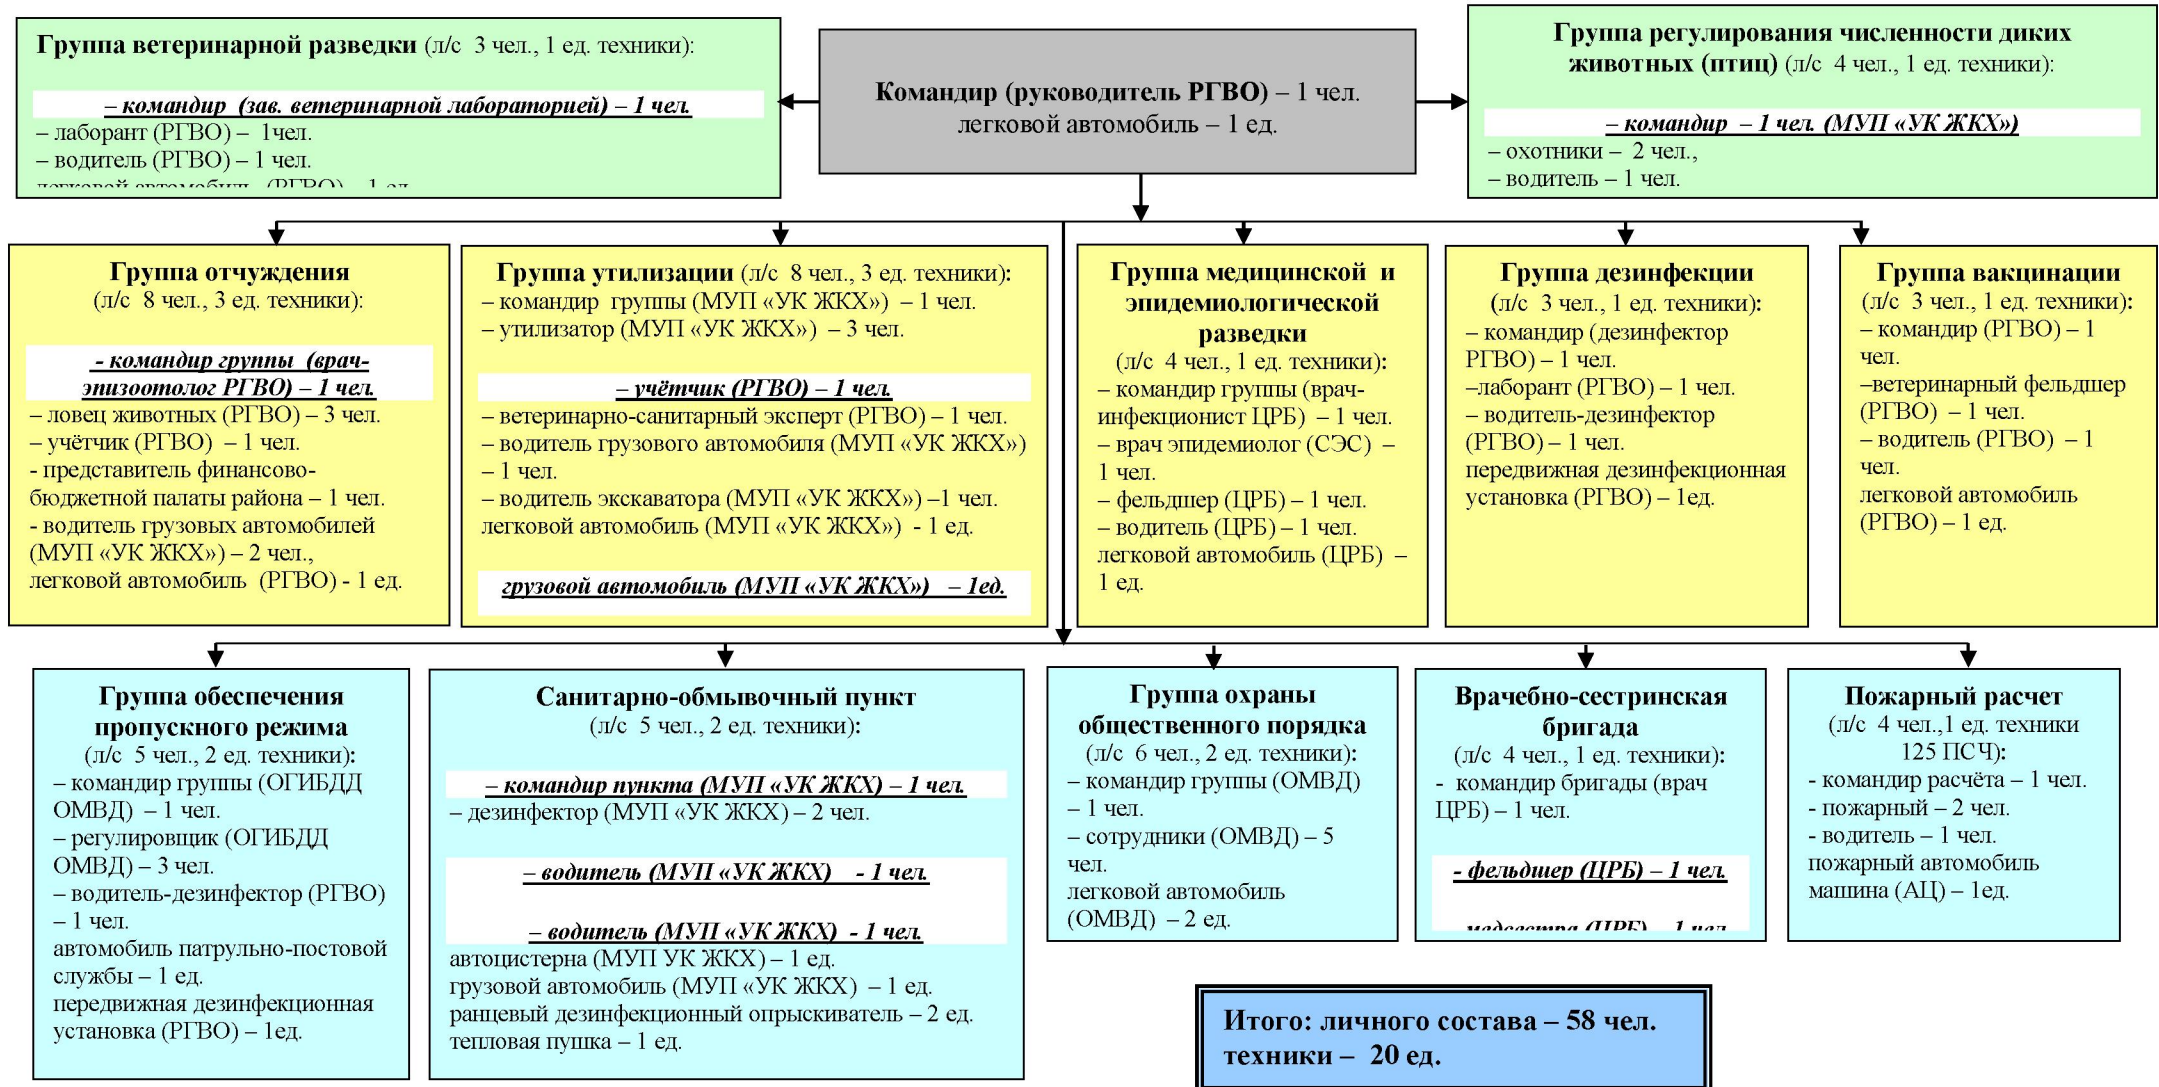 Группа ветеринарной разведки (л/с 3 чел., 1 ед. техники):
– командир (зав. ветеринарной лабораторией) – 1 чел.
– лаборант (РГВО) – 1чел.
– водитель (РГВО) – 1 чел.
легковой автомобиль (РГВО) – 1 ед.
Командир (руководитель РГВО) – 1 чел.
легковой автомобиль – 1 ед.
Группа регулирования численности диких
животных (птиц) (л/с 4 чел., 1 ед. техники):
– командир – 1 чел. (МУП «УК ЖКХ»)
– охотники – 2 чел.,
– водитель – 1 чел.
Группа отчуждения
(л/с 8 чел., 3 ед. техники):
- командир группы (врач-
эпизоотолог РГВО) – 1 чел.
– ловец животных (РГВО) – 3 чел.
– учётчик (РГВО) – 1 чел.
- представитель финансово-
бюджетной палаты района – 1 чел.
- водитель грузовых автомобилей
(МУП «УК ЖКХ») – 2 чел.,
легковой автомобиль (РГВО) - 1 ед.
Группа утилизации (л/с 8 чел., 3 ед. техники):
– командир группы (МУП «УК ЖКХ») – 1 чел.
– утилизатор (МУП «УК ЖКХ») – 3 чел.
– учётчик (РГВО) – 1 чел.
– ветеринарно-санитарный эксперт (РГВО) – 1 чел.
– водитель грузового автомобиля (МУП «УК ЖКХ»)
– 1 чел.
– водитель экскаватора (МУП «УК ЖКХ») –1 чел.
легковой автомобиль (МУП «УК ЖКХ») - 1 ед.
грузовой автомобиль (МУП «УК ЖКХ») – 1ед.
Группа медицинской и
эпидемиологической
разведки
(л/с 4 чел., 1 ед. техники):
– командир группы (врач-
инфекционист ЦРБ) – 1 чел.
– врач эпидемиолог (СЭС) –
1 чел.
– фельдшер (ЦРБ) – 1 чел.
– водитель (ЦРБ) – 1 чел.
легковой автомобиль (ЦРБ) –
1 ед.
Группа дезинфекции
(л/с 3 чел., 1 ед. техники):
– командир (дезинфектор
РГВО) – 1 чел.
–лаборант (РГВО) – 1 чел.
– водитель-дезинфектор
(РГВО) – 1 чел.
передвижная дезинфекционная
установка (РГВО) – 1ед.
Группа вакцинации
(л/с 3 чел., 1 ед. техники):
– командир (РГВО) – 1
чел.
–ветеринарный фельдшер
(РГВО) – 1 чел.
– водитель (РГВО) – 1
чел.
легковой автомобиль
(РГВО) – 1 ед.
Группа обеспечения
пропускного режима
(л/с 5 чел., 2 ед. техники):
– командир группы (ОГИБДД
ОМВД) – 1 чел.
– регулировщик (ОГИБДД
ОМВД) – 3 чел.
– водитель-дезинфектор (РГВО)
– 1 чел.
автомобиль патрульно-постовой
службы – 1 ед.
передвижная дезинфекционная
установка (РГВО) – 1ед.
Санитарно-обмывочный пункт
(л/с 5 чел., 2 ед. техники):
– командир пункта (МУП «УК ЖКХ) – 1 чел.
– дезинфектор (МУП «УК ЖКХ) – 2 чел.
– водитель (МУП «УК ЖКХ) - 1 чел.
– водитель (МУП «УК ЖКХ) - 1 чел.
автоцистерна (МУП УК ЖКХ) – 1 ед.
грузовой автомобиль (МУП «УК ЖКХ) – 1 ед.
ранцевый дезинфекционный опрыскиватель – 2 ед.
тепловая пушка – 1 ед.
Группа охраны
общественного порядка
(л/с 6 чел., 2 ед. техники):
– командир группы (ОМВД)
– 1 чел.
– сотрудники (ОМВД) – 5
чел.
легковой автомобиль
(ОМВД) – 2 ед.
Врачебно-сестринская
бригада
(л/с 4 чел., 1 ед. техники):
- командир бригады (врач
ЦРБ) – 1 чел.
- фельдшер (ЦРБ) – 1 чел.
медсестра (ЦРБ) – 1 чел.
Пожарный расчет
(л/с 4 чел.,1 ед. техники
125 ПСЧ):
- командир расчёта – 1 чел.
- пожарный – 2 чел.
- водитель – 1 чел.
пожарный автомобиль
машина (АЦ) – 1ед.
Итого: личного состава – 58 чел.
техники – 20 ед.